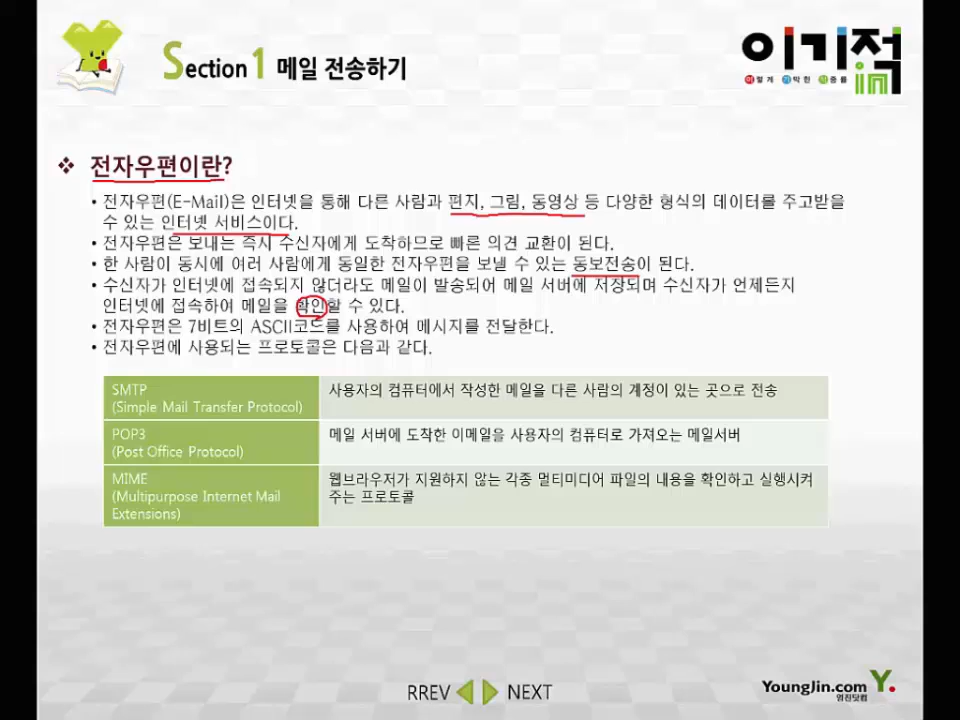 Section 1 메일 전송하기
이기적in
이렇게 기막힌 적중률
❖ 전자우편이란?
• 전자우편(E-Mail)은 인터넷을 통해 다른 사람과 편지, 그림, 동영상 등 다양한 형식의 데이터를 주고받을
수 있는 인터넷 서비스이다.
• 전자우편은 보내는 즉시 수신자에게 도착하므로 빠른 의견 교환이 된다.
• 한 사람이 동시에 여러 사람에게 동일한 전자우편을 보낼 수 있는 동보전송이 된다.
• 수신자가 인터넷에 접속되지 않더라도 메일이 발송되어 메일 서버에 저장되며 수신자가 언제든지
인터넷에 접속하여 메일을 확인할 수 있다.
• 전자우편은 7비트의 ASCII코드를 사용하여 메시지를 전달한다.
• 전자우편에 사용되는 프로토콜은 다음과 같다.
SMTP
(Simple Mail Transfer Protocol)
사용자의 컴퓨터에서 작성한 메일을 다른 사람의 계정이 있는 곳으로 전송
POP3
(Post Office Protocol)
메일 서버에 도착한 이메일을 사용자의 컴퓨터로 가져오는 메일서버
MIME
(Multipurpose Internet Mail
Extensions)
웹브라우저가 지원하지 않는 각종 멀티미디어 파일의 내용을 확인하고 실행시켜
주는 프로토콜
RREV NEXT
YoungJin.com Y.
영진닷컴